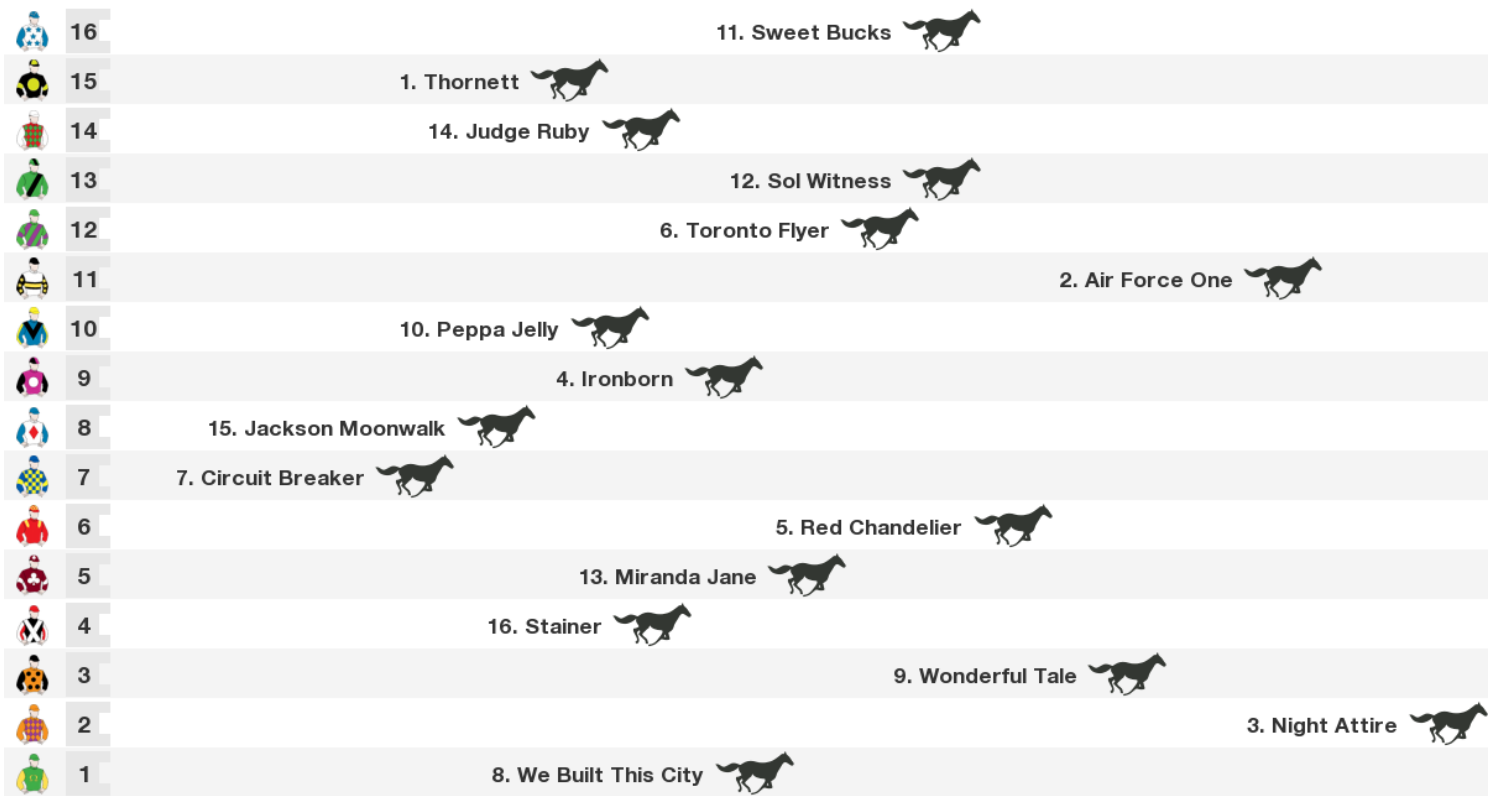 16 11. Sweet Bucks
15 1. Thornett
14 14. Judge Ruby
13 12. Sol Witness
12 6. Toronto Flyer
11 2. Air Force One
10 10. Peppa Jelly
9 4. Ironborn
8 15. Jackson Moonwalk
7 7. Circuit Breaker
6 5. Red Chandelier
5 13. Miranda Jane
4 16. Stainer
3 9. Wonderful Tale
2 3. Night Attire
1 8. We Built This City